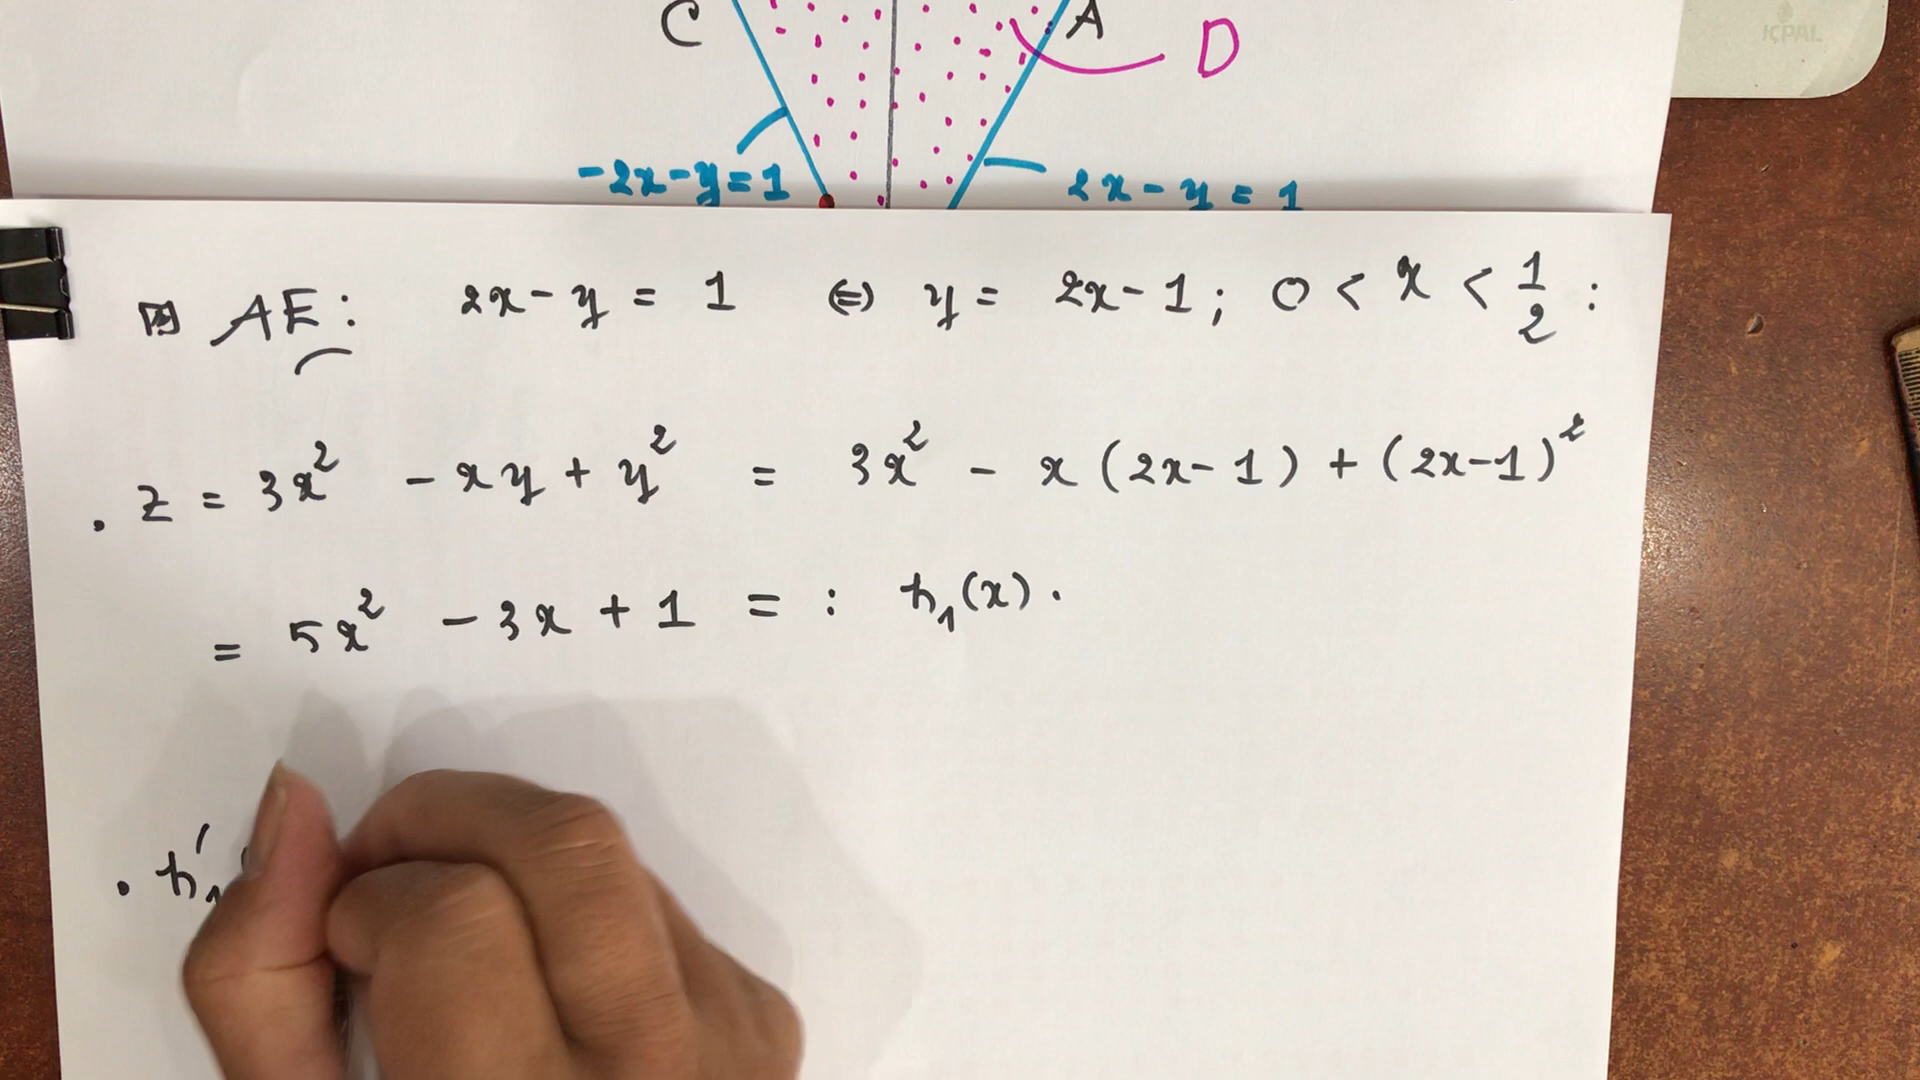 C A D
-2x-y=1 2x-y=1
AE: 2x-y = 1 ⇔ y = 2x-1; 0 < x < 1/2 :
. z = 3x² - xy + y² = 3x² - x(2x-1) + (2x-1)²
= 5x² - 3x + 1 =: h₁(x).
. h₁'